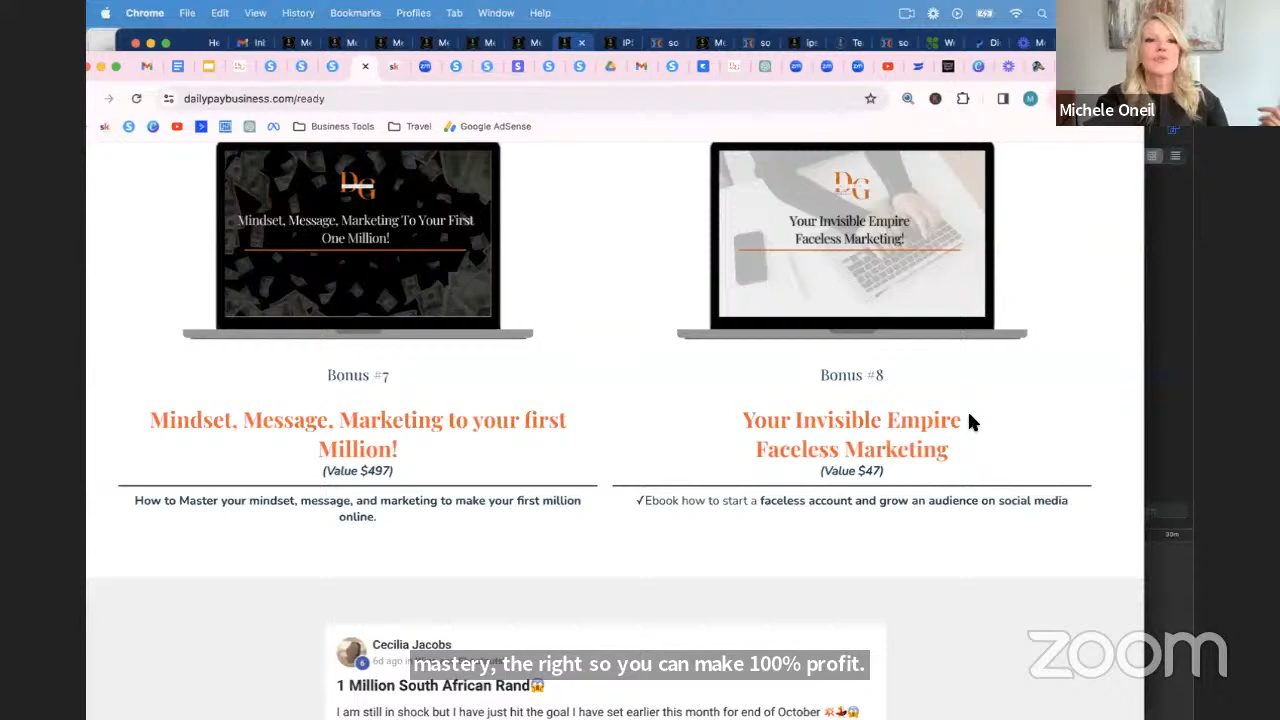 Chrome File Edit View History Bookmarks Profiles Tab Window Help
dailypaybusiness.com/ready
Business Tools Travel Google AdSense
Michele Oneil
DG
Mindset, Message, Marketing To Your First
One Million!
DG
Your Invisible Empire
Faceless Marketing!
Bonus #7
Bonus #8
Mindset, Message, Marketing to your first
Million!
(Value $497)
Your Invisible Empire
Faceless Marketing
(Value $47)
How to Master your mindset, message, and marketing to make your first million
online.
✓Ebook how to start a faceless account and grow an audience on social media
Cecilia Jacobs
6d ago
mastery, the right so you can make 100% profit.
1 Million South African Rand😱
I am still in shock but I have just hit the goal I have set earlier this month for end of October
30m
zoom